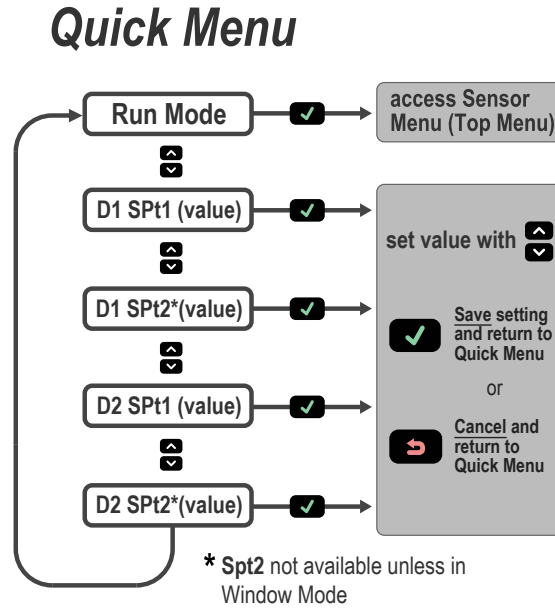 Quick Menu
Run Mode
access Sensor
Menu (Top Menu)
D1 SPt1 (value)
set value with
D1 SPt2*(value)
Save setting
and return to
Quick Menu
or
D2 SPt1 (value)
Cancel and
return to
Quick Menu
D2 SPt2*(value)
* Spt2 not available unless in
Window Mode